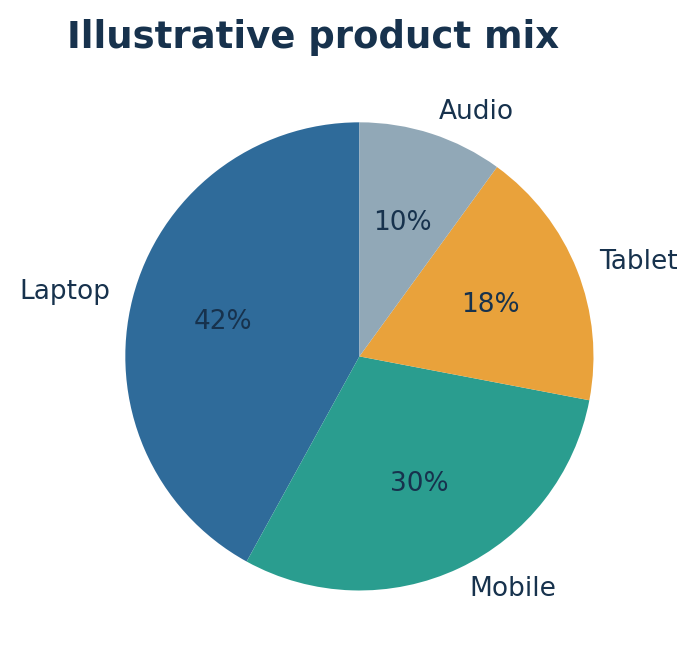 Illustrative product mix
Audio
10%
Tablet
18%
Laptop
42%
30%
Mobile